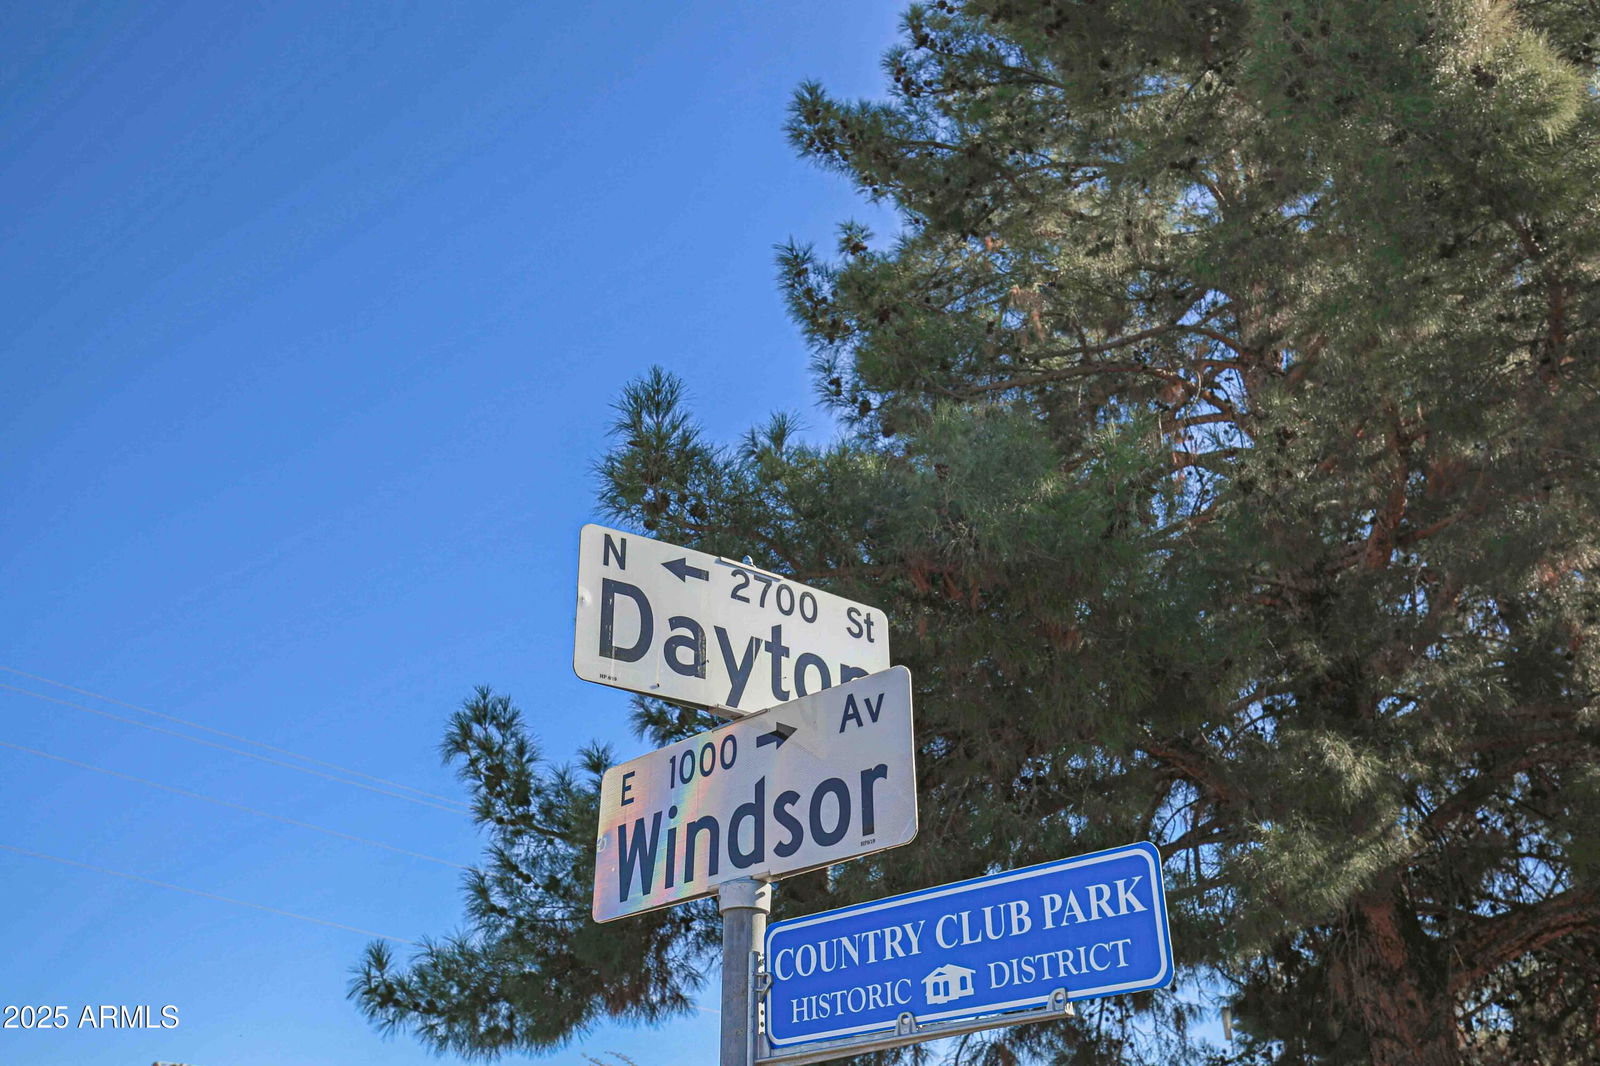 N ← 2700 St
Dayton
E 1000 → Av
Windsor
COUNTRY CLUB PARK
HISTORIC DISTRICT
2025 ARMLS